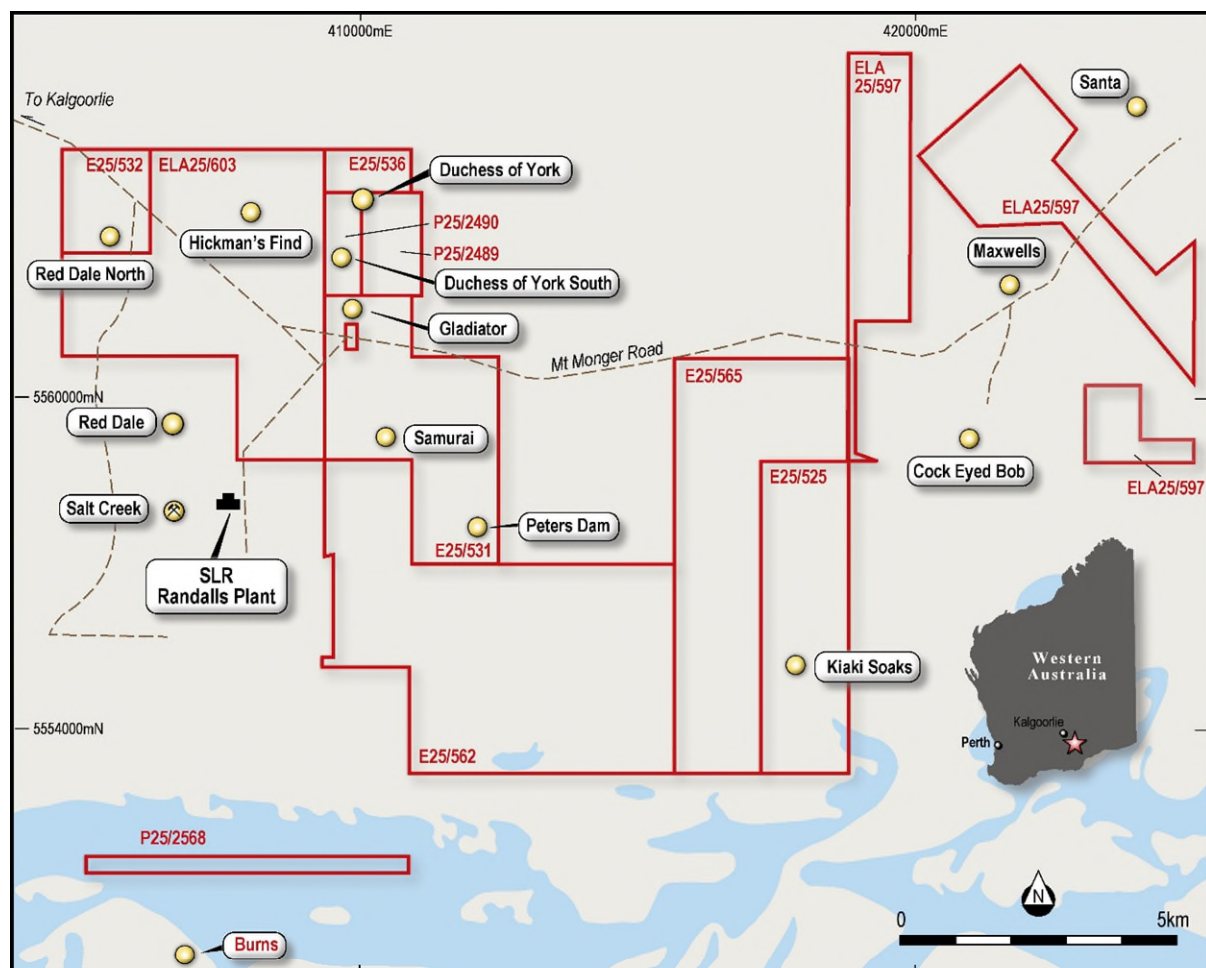 410000mE
420000mE
To Kalgoorlie
ELA
25/597
Santa
E25/532
ELA25/603
E25/536
Duchess of York
P25/2490
P25/2489
ELA25/597
Hickman's Find
Red Dale North
Duchess of York South
Maxwells
Gladiator
Mt Monger Road
E25/565
5560000mN
Red Dale
Samurai
Cock Eyed Bob
E25/525
ELA25/597
Salt Creek
Peters Dam
E25/531
SLR
Randalls Plant
Kiaki Soaks
Western
Australia
Kalgoorlie
Perth
5554000mN
E25/562
P25/2568
N
0
5km
Burns